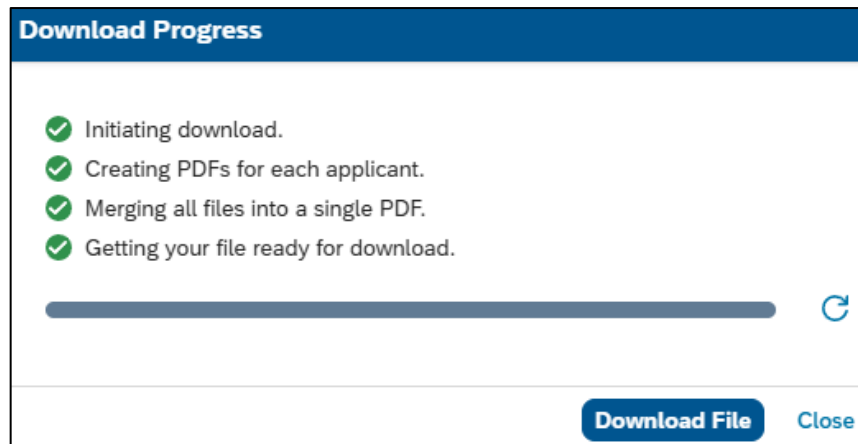 Download Progress
Initiating download.
Creating PDFs for each applicant.
Merging all files into a single PDF.
Getting your file ready for download.
Download File Close